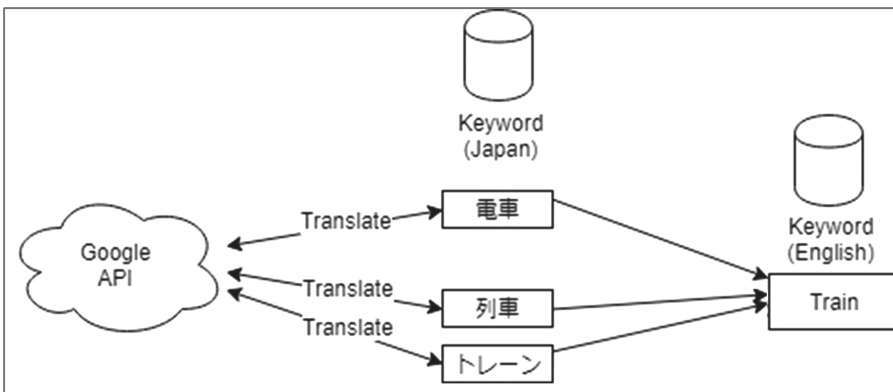 Keyword
(Japan)
Keyword
(English)
Google
API
Translate
電車
Translate
列車
Translate
トレーン
Train